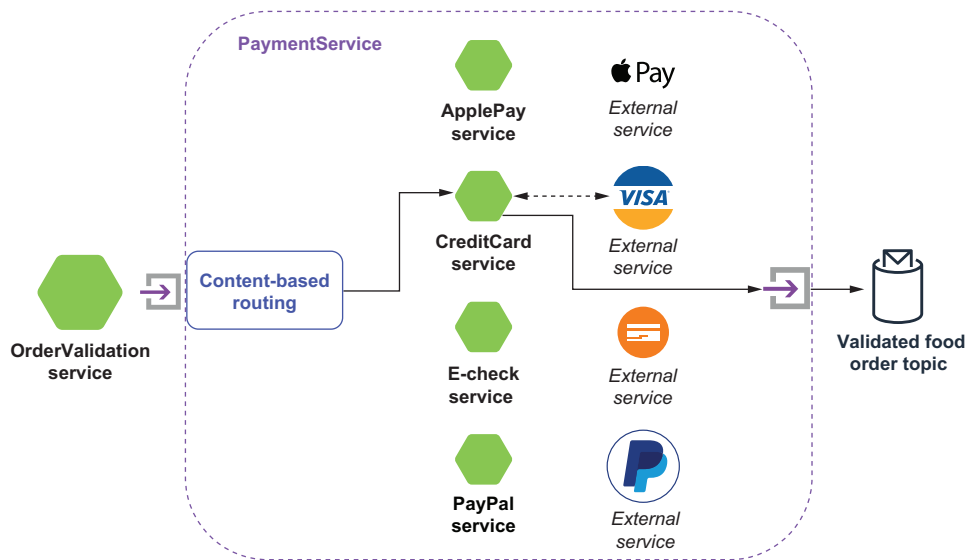 PaymentService
ApplePay
service
Pay
External
service
CreditCard
service
VISA
External
service
Content-based
routing
OrderValidation
service
E-check
service
External
service
Validated food
order topic
PayPal
service
External
service